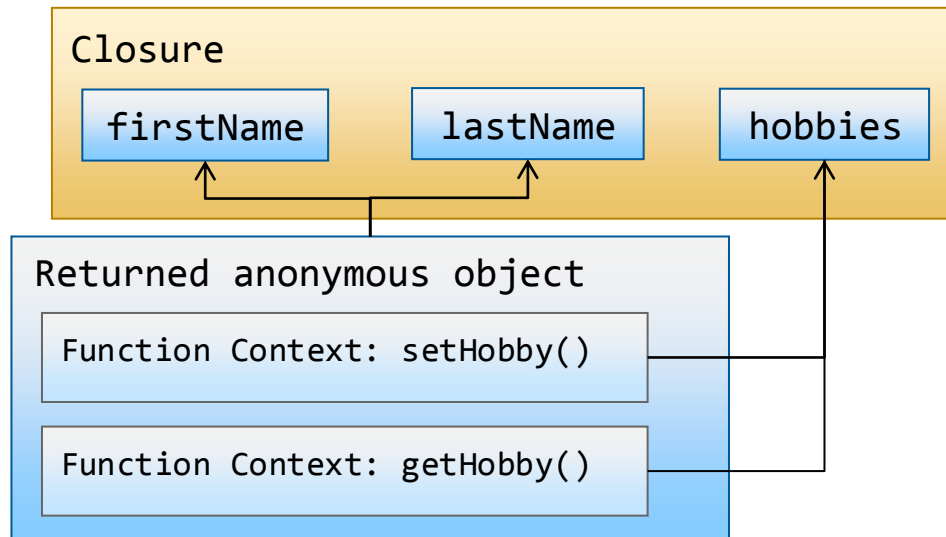 Closure
firstName
lastName
hobbies
Returned anonymous object
Function Context: setHobby()
Function Context: getHobby()